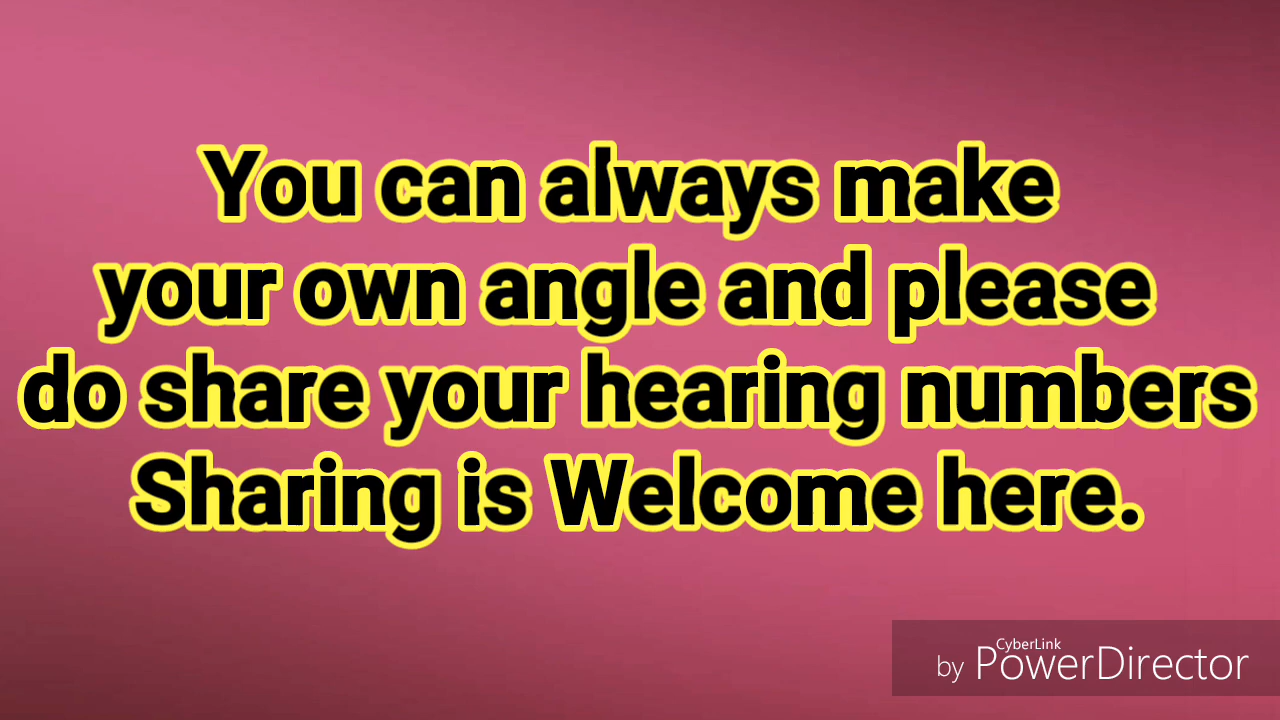 You can always make
your own angle and please
do share your hearing numbers
Sharing is Welcome here.
by CyberLink PowerDirector